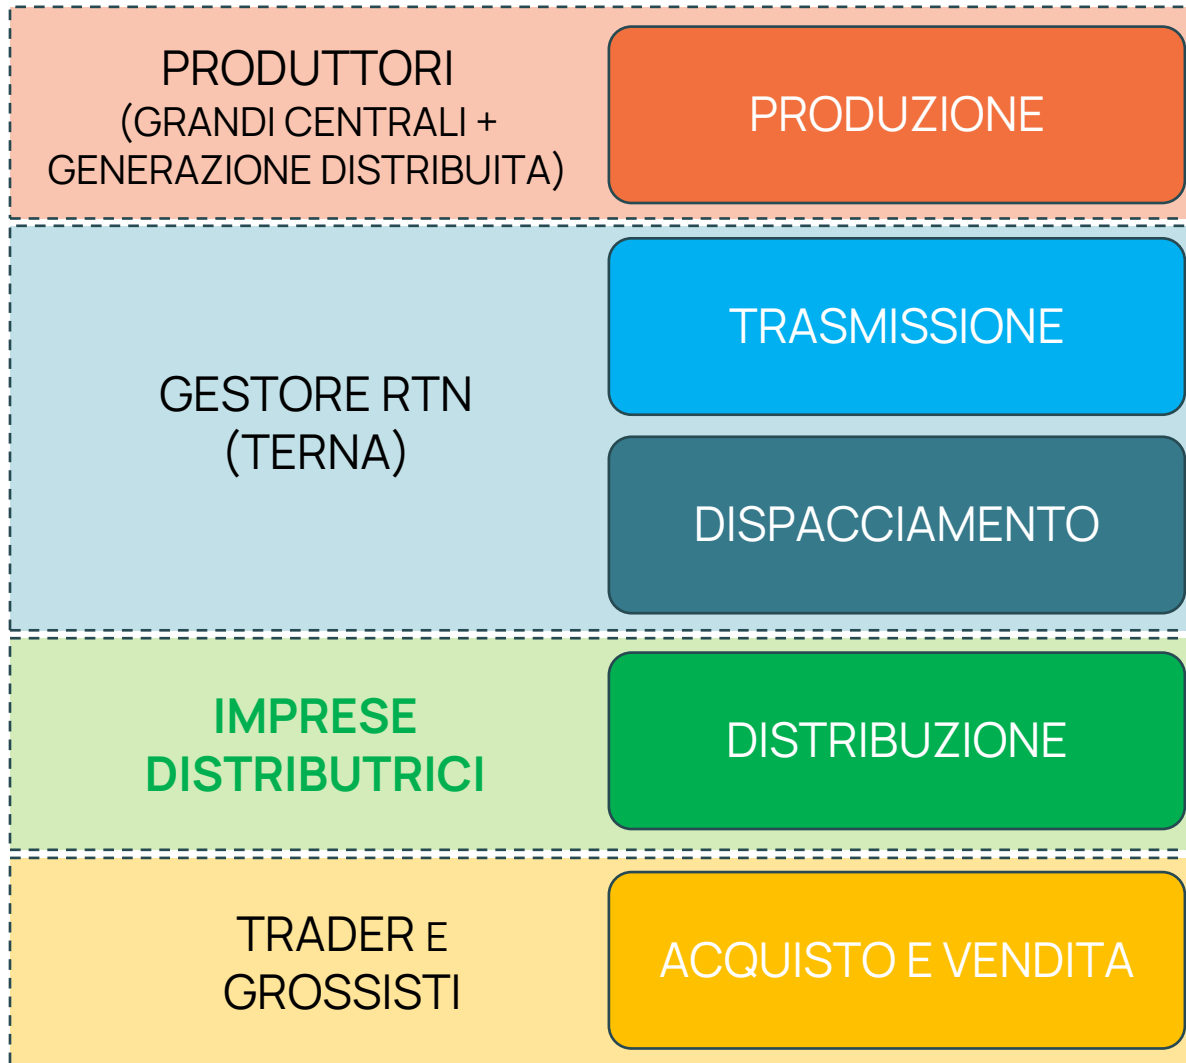 PRODUTTORI
(GRANDI CENTRALI +
GENERAZIONE DISTRIBUITA)
PRODUZIONE
GESTORE RTN
(TERNA)
TRASMISSIONE
DISPACCIAMENTO
IMPRESE
DISTRIBUTRICI
DISTRIBUZIONE
TRADER E
GROSSISTI
ACQUISTO E VENDITA